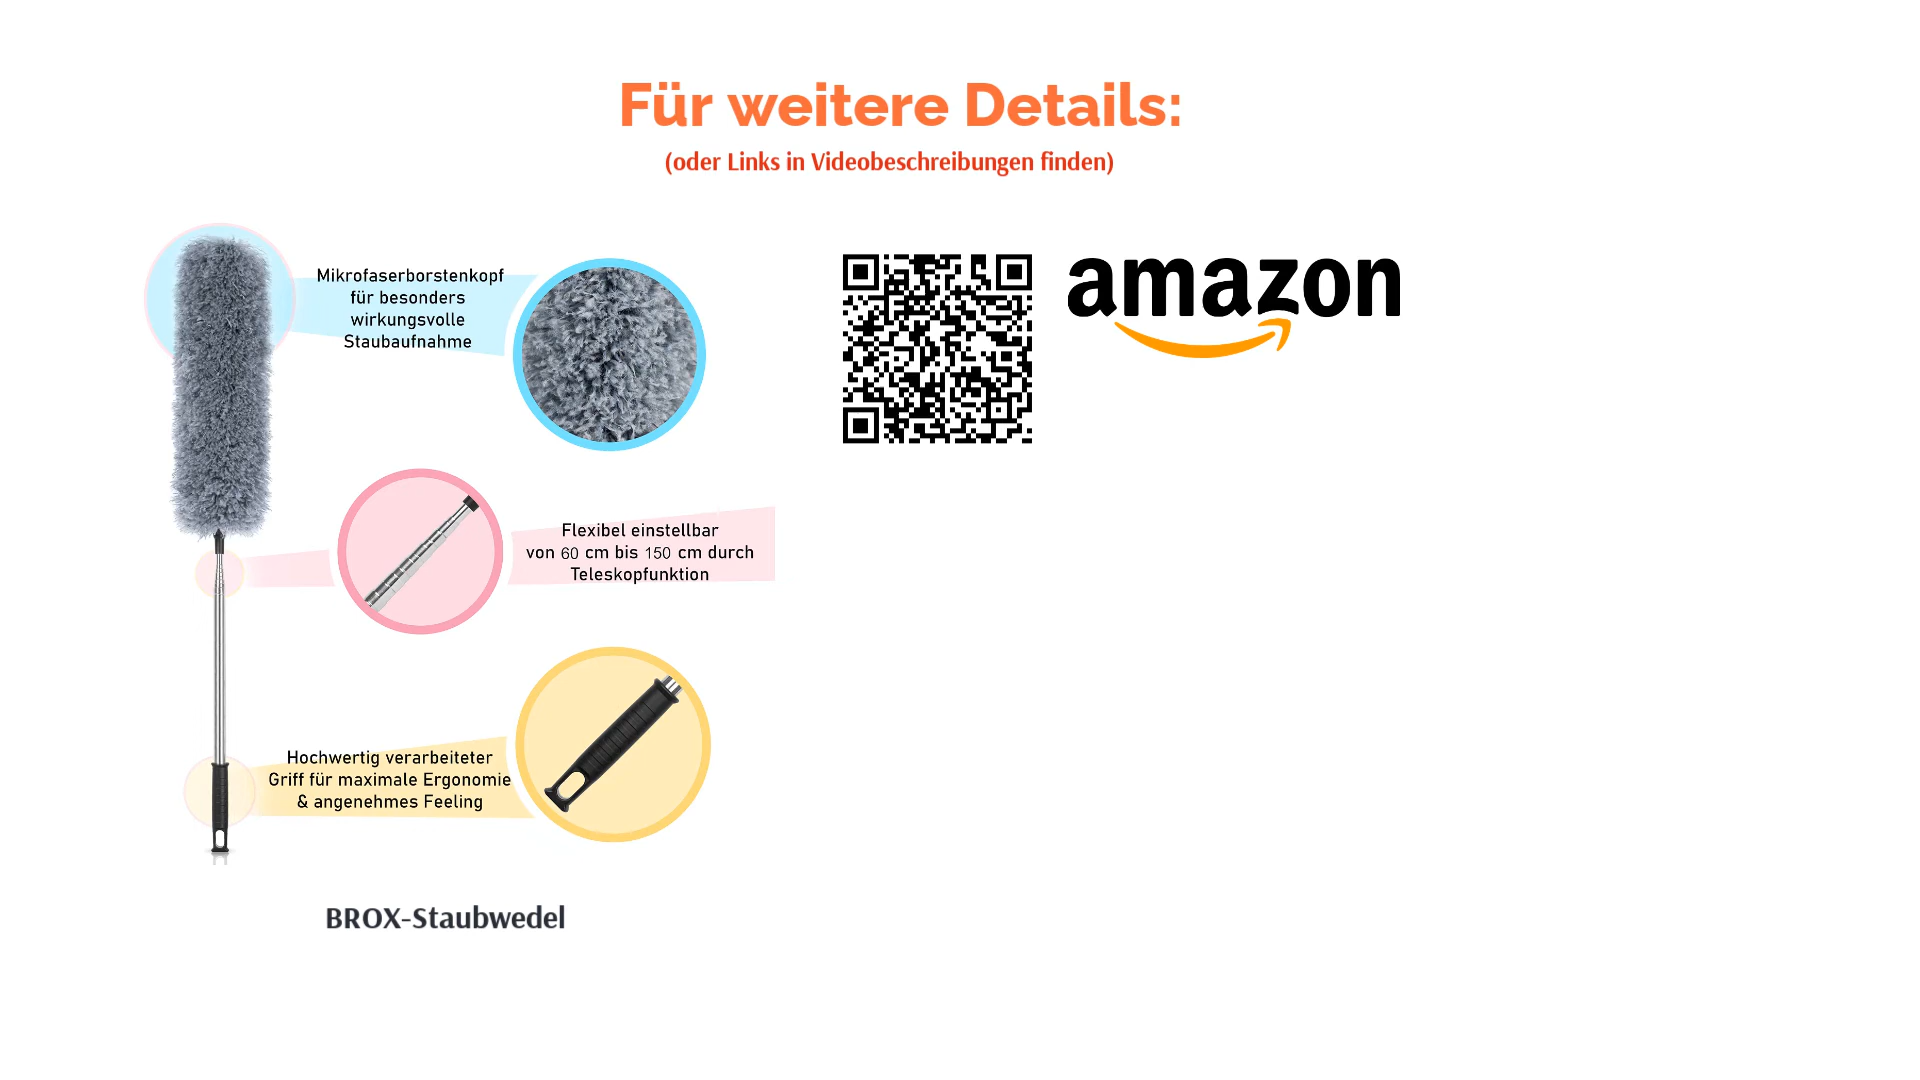 Für weitere Details:
(oder Links in Videobeschreibungen finden)
Mikrofaserborstenkopf
für besonders
wirkungsvolle
Staubaufnahme
amazon
Flexibel einstellbar
von 60 cm bis 150 cm durch
Teleskopfunktion
Hochwertig verarbeiteter
Griff für maximale Ergonomie
& angenehmes Feeling
BROX-Staubwedel